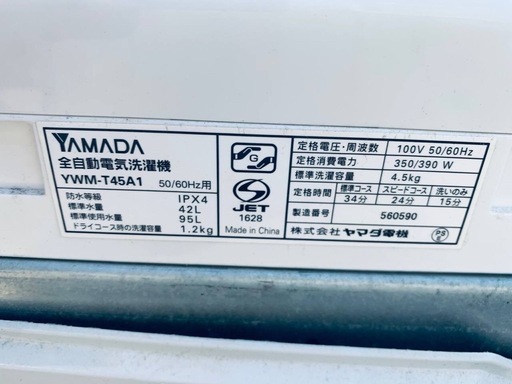 YAMADA
全自動電気洗濯機
YWM-T45A1 50/60Hz用
防水等級 IPX4
標準水量 42L
標準使用水量 95L
ドライコース時の洗濯容量 1.2kg
G
JET
1628
Made in China
定格電圧・周波数 100V 50/60Hz
定格消費電力 350/390 W
標準洗濯容量 4.5kg
定格時間 標準コース スピードコース 洗いのみ
34分 24分 15分
製造番号 560590
株式会社ヤマダ電機
PS
E